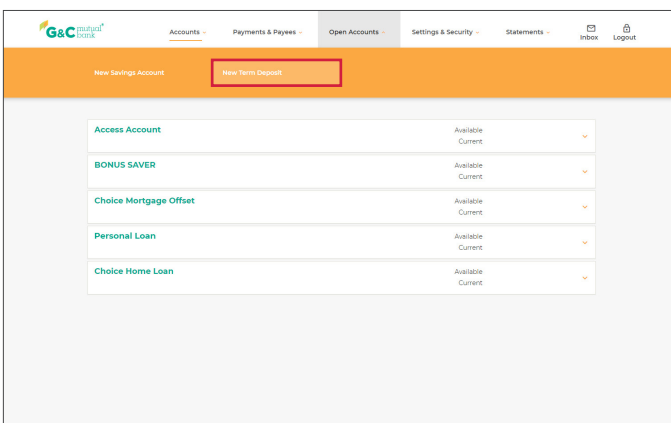 G&C mutual bank
Accounts Payments & Payees Open Accounts Settings & Security Statements Inbox Logout
New Savings Account New Term Deposit
Access Account Available
Current
BONUS SAVER Available
Current
Choice Mortgage Offset Available
Current
Personal Loan Available
Current
Choice Home Loan Available
Current